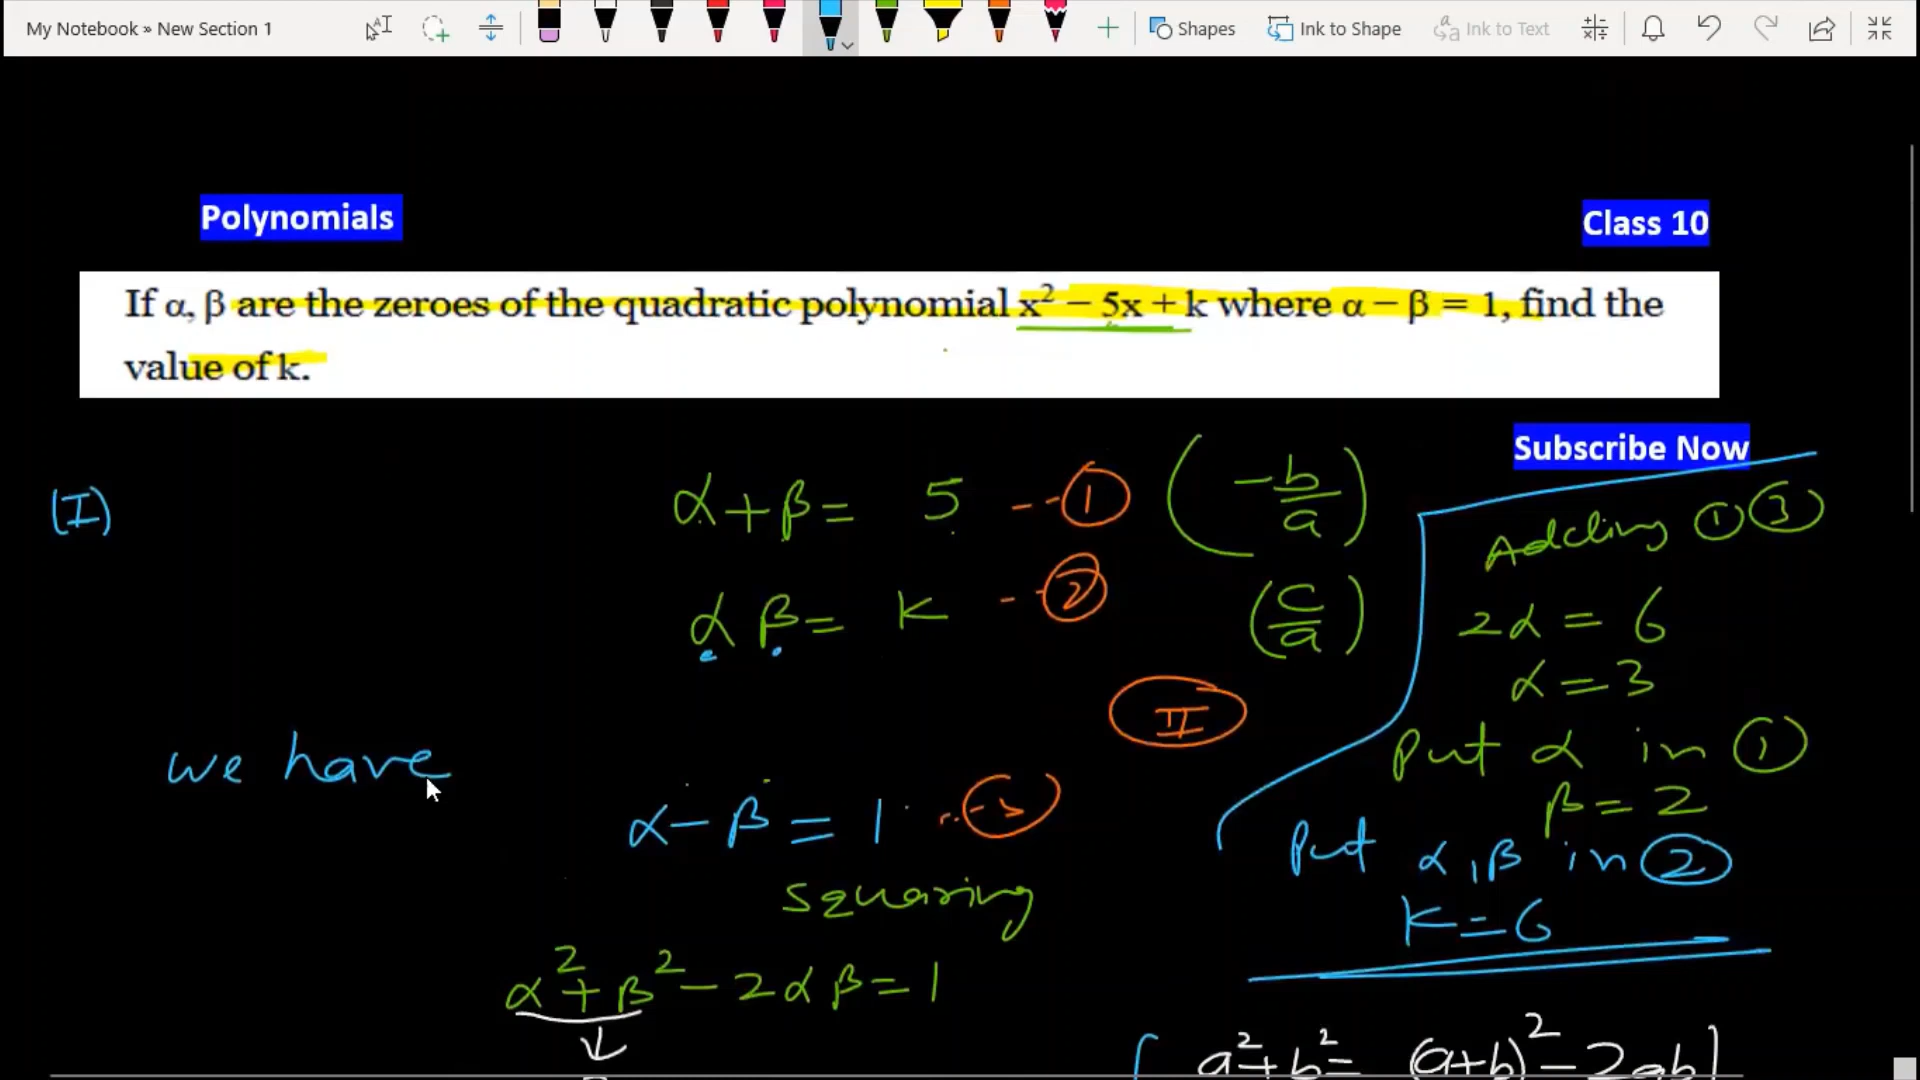 My Notebook » New Section 1
Shapes
Ink to Shape
Ink to Text
Polynomials
Class 10
If α, β are the zeroes of the quadratic polynomial x² − 5x + k where α − β = 1, find the
value of k.
Subscribe Now
(I)
α + β = 5 --① (-b/a)
αβ = k --② (c/a)
II
we have
α − β = 1 ..-③
squaring
α² + β² − 2αβ = 1
Adding ① ③
2α = 6
α = 3
Put α in ①
β = 2
Put α, β in ②
K = 6
a² + b² = (a+b)² − 2ab